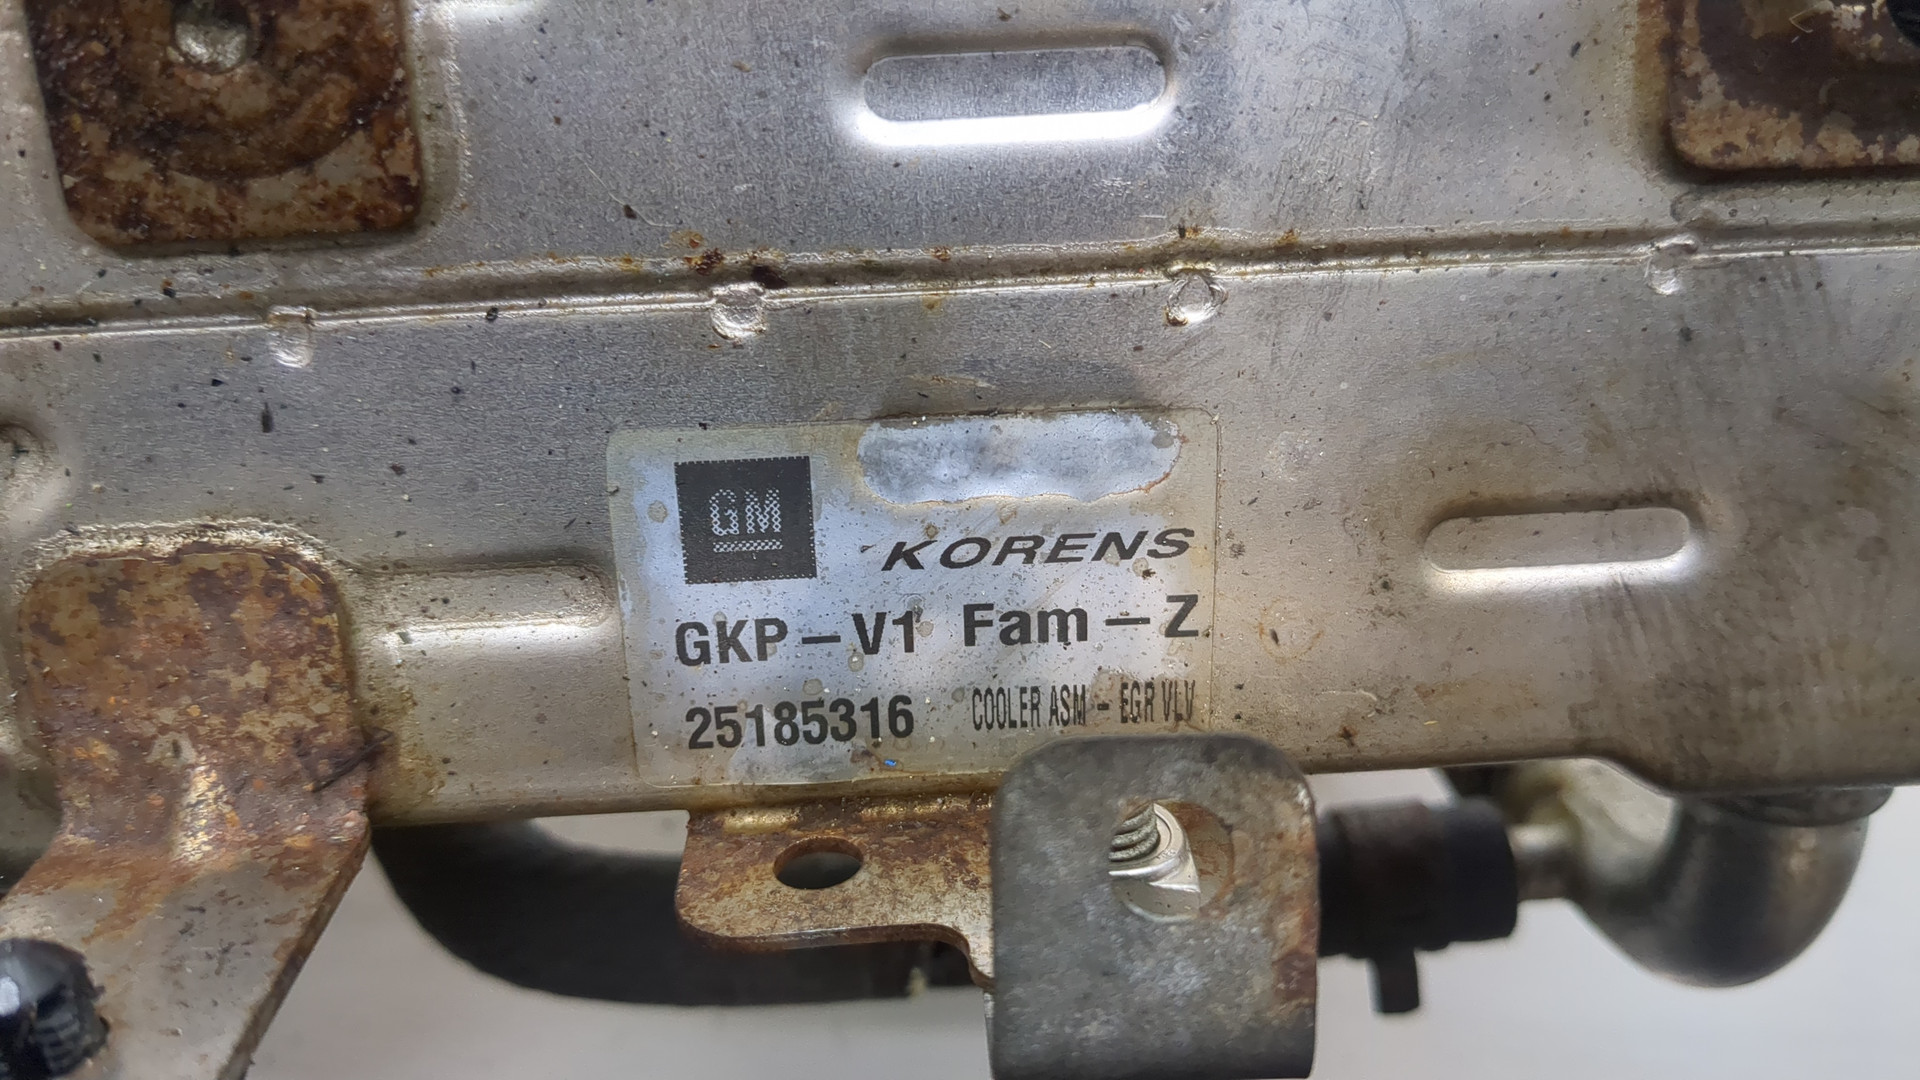 GM
KORENS
GKP-V1 Fam-Z
25185316 COOLER ASM - EGR VLV